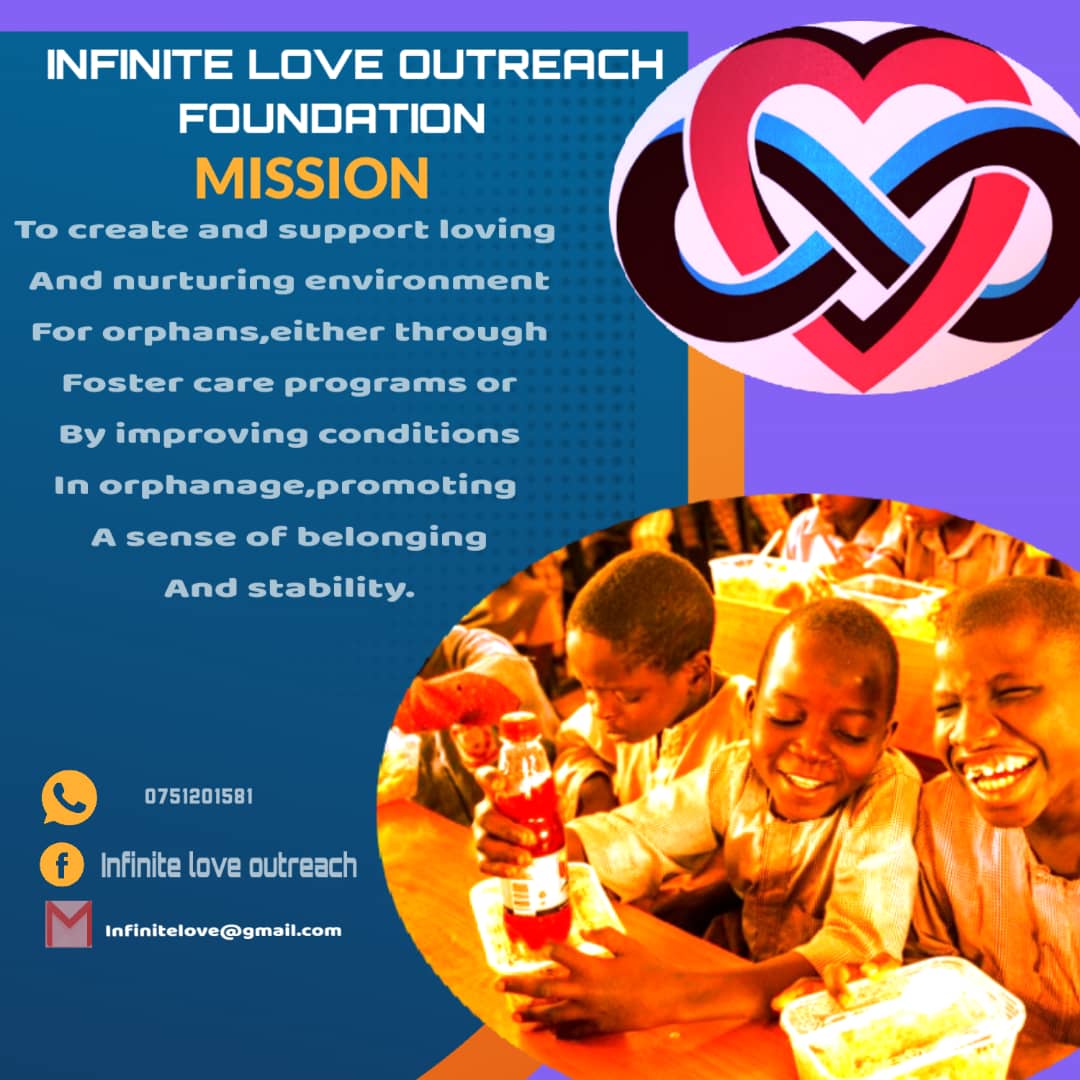 INFINITE LOVE OUTREACH
FOUNDATION
MISSION
To create and support loving
And nurturing environment
For orphans,either through
Foster care programs or
By improving conditions
In orphanage,promoting
A sense of belonging
And stability.
0751201581
Infinite love outreach
Infinitelove@gmail.com